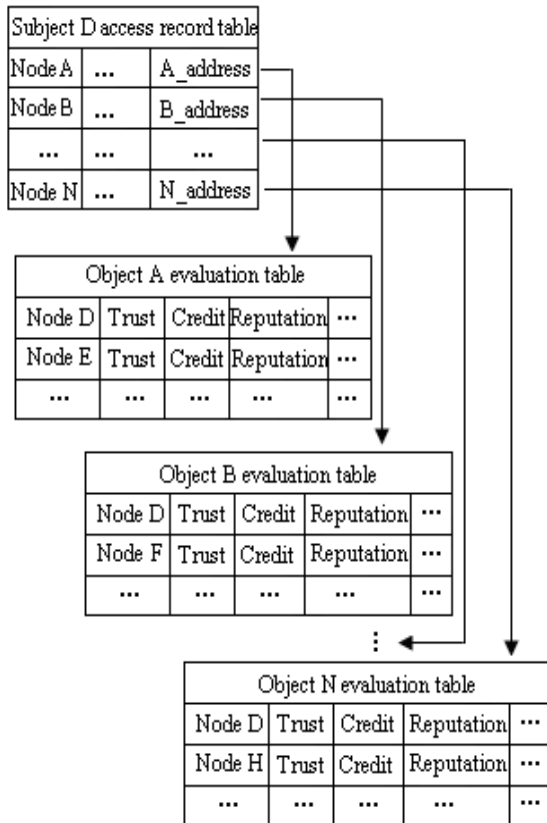 Subject D access record table
Node A ... A_address
Node B ... B_address
... ... ...
Node N ... N_address
Object A evaluation table
Node D Trust Credit Reputation ...
Node E Trust Credit Reputation ...
... ... ... ... ...
Object B evaluation table
Node D Trust Credit Reputation ...
Node F Trust Credit Reputation ...
... ... ... ... ...
⋮
Object N evaluation table
Node D Trust Credit Reputation ...
Node H Trust Credit Reputation ...
... ... ... ... ...